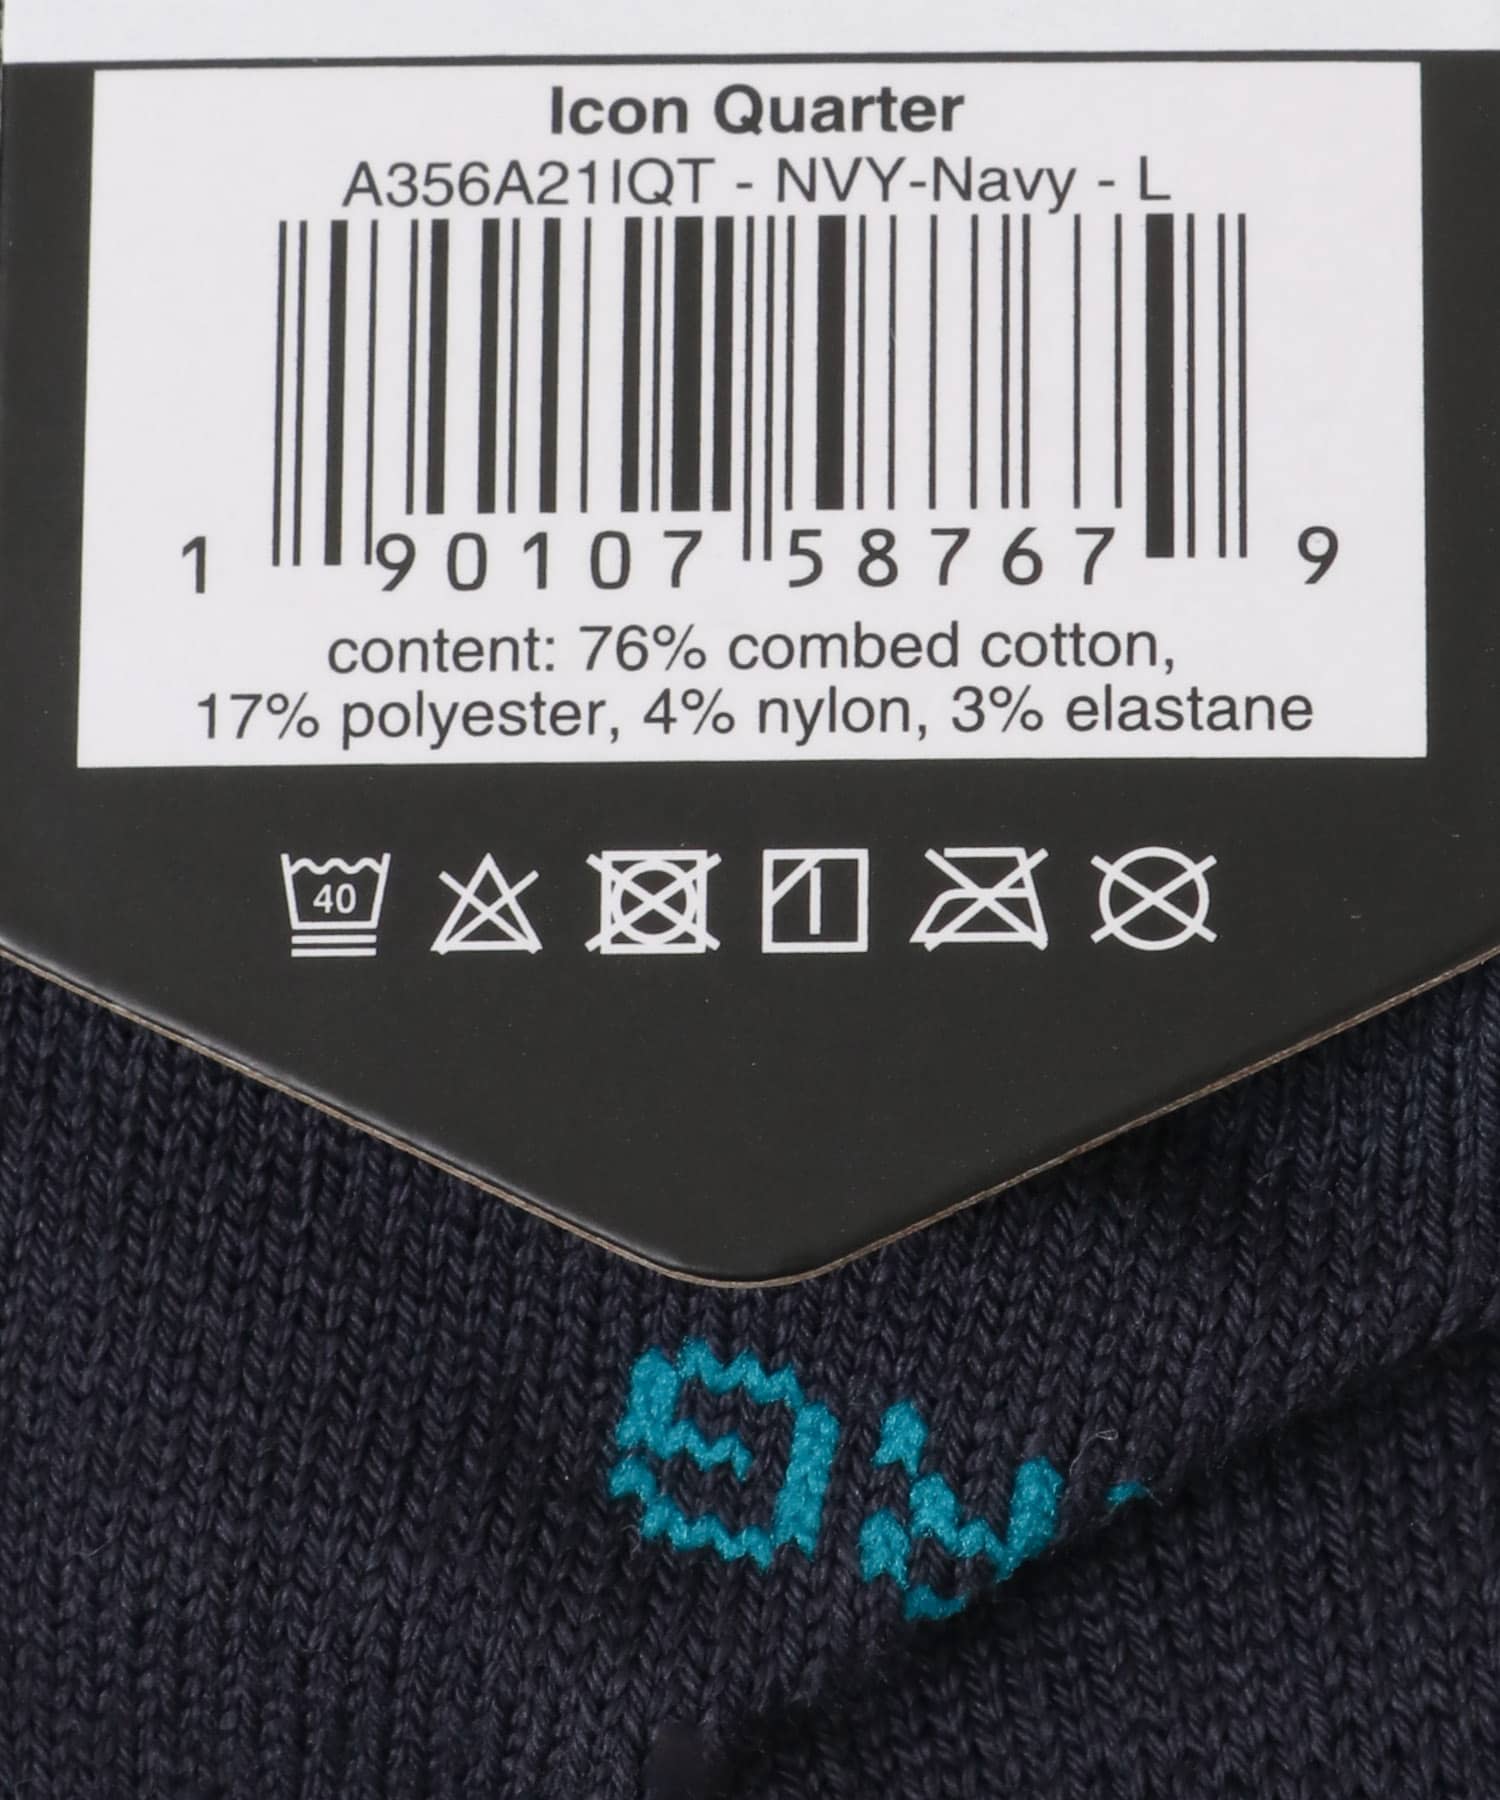 Icon Quarter
A356A21IQT - NVY-Navy - L
1 90107 58767 9
content: 76% combed cotton,
17% polyester, 4% nylon, 3% elastane
40